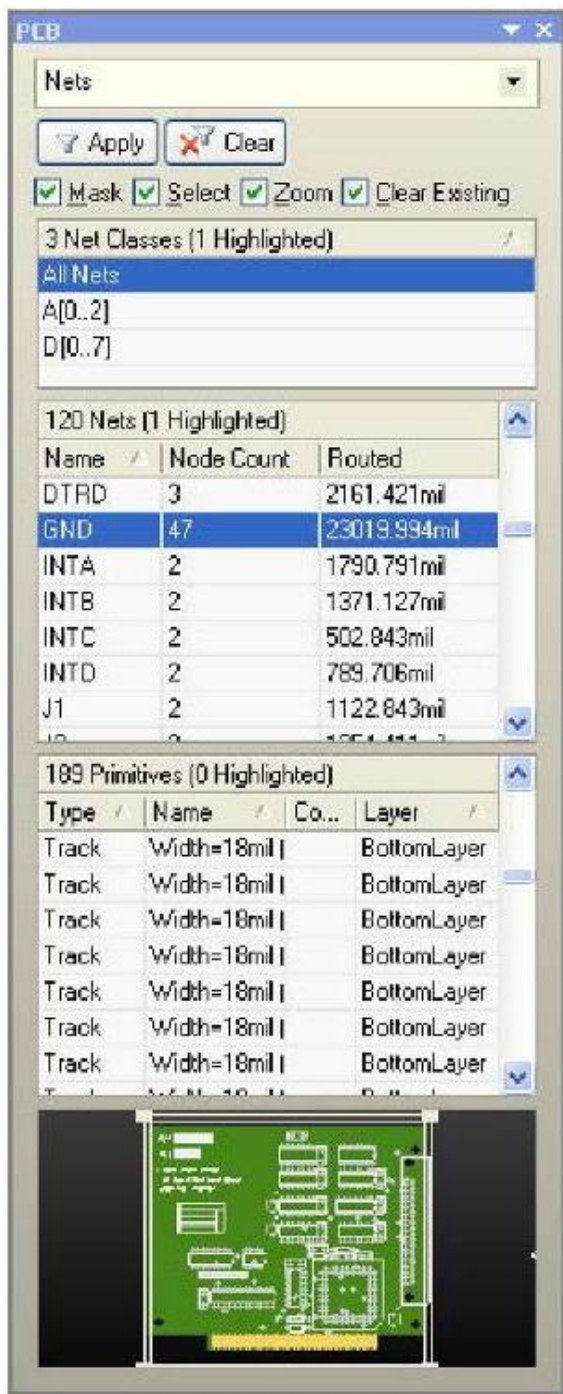 PCB
Nets
Apply Clear
Mask Select Zoom Clear Existing
3 Net Classes (1 Highlighted)
All Nets
A[0..2]
D[0..7]
120 Nets (1 Highlighted)
Name Node Count Routed
DTRD 3 2161.421mil
GND 47 23019.994mil
INTA 2 1790.791mil
INTB 2 1371.127mil
INTC 2 502.843mil
INTD 2 789.706mil
J1 2 1122.843mil
189 Primitives (0 Highlighted)
Type Name Co... Layer
Track Width=18mil ( BottomLayer
Track Width=18mil ( BottomLayer
Track Width=18mil ( BottomLayer
Track Width=18mil ( BottomLayer
Track Width=18mil ( BottomLayer
Track Width=18mil ( BottomLayer
Track Width=18mil ( BottomLayer